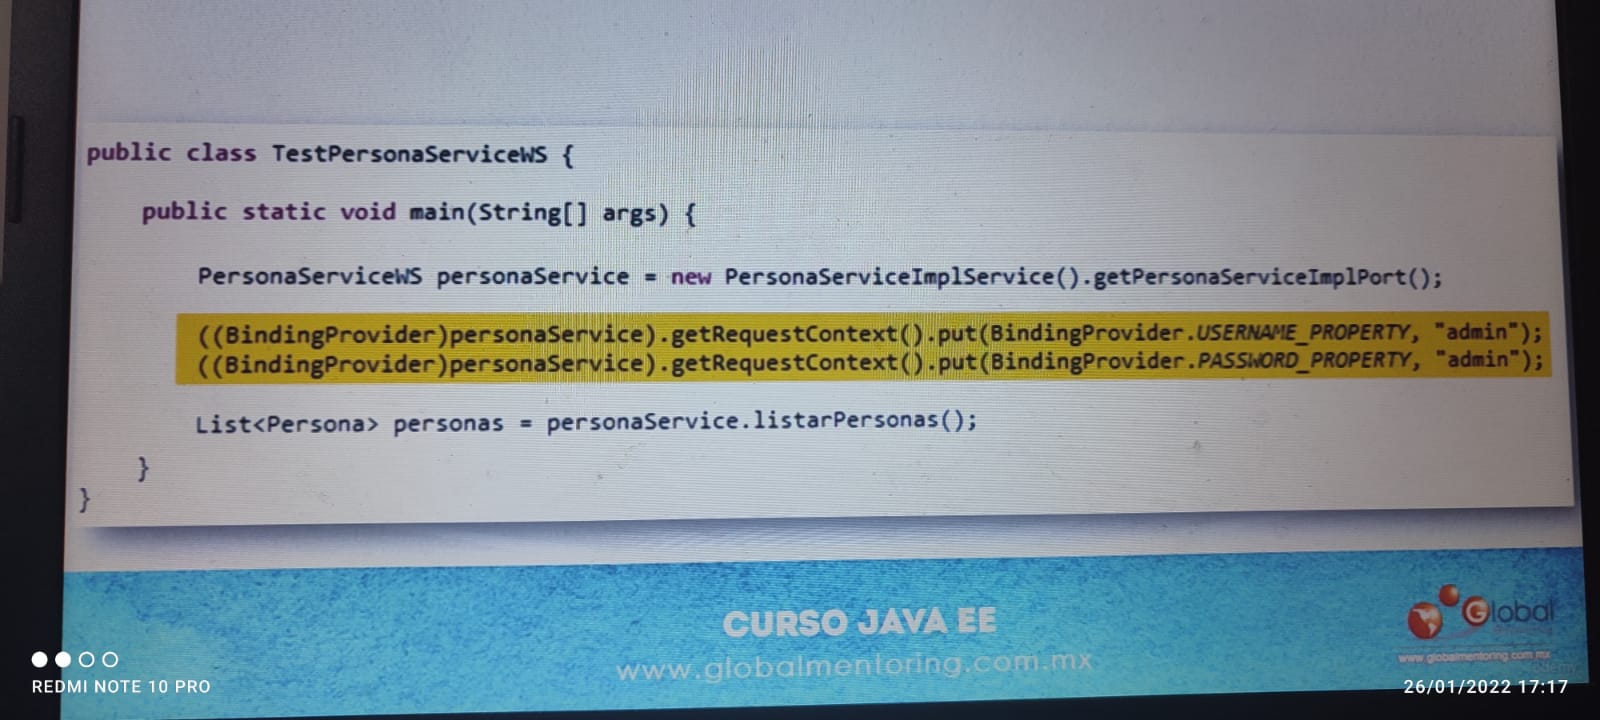 public class TestPersonaServiceWS {
public static void main(String[] args) {
PersonaServiceWS personaService = new PersonaServiceImplService().getPersonaServiceImplPort();
((BindingProvider)personaService).getRequestContext().put(BindingProvider.USERNAME_PROPERTY, "admin");
((BindingProvider)personaService).getRequestContext().put(BindingProvider.PASSWORD_PROPERTY, "admin");
List<Persona> personas = personaService.listarPersonas();
}
}
CURSO JAVA EE
www.globalmentoring.com.mx
Global
www.globalmentoring.com.mx
REDMI NOTE 10 PRO
26/01/2022 17:17